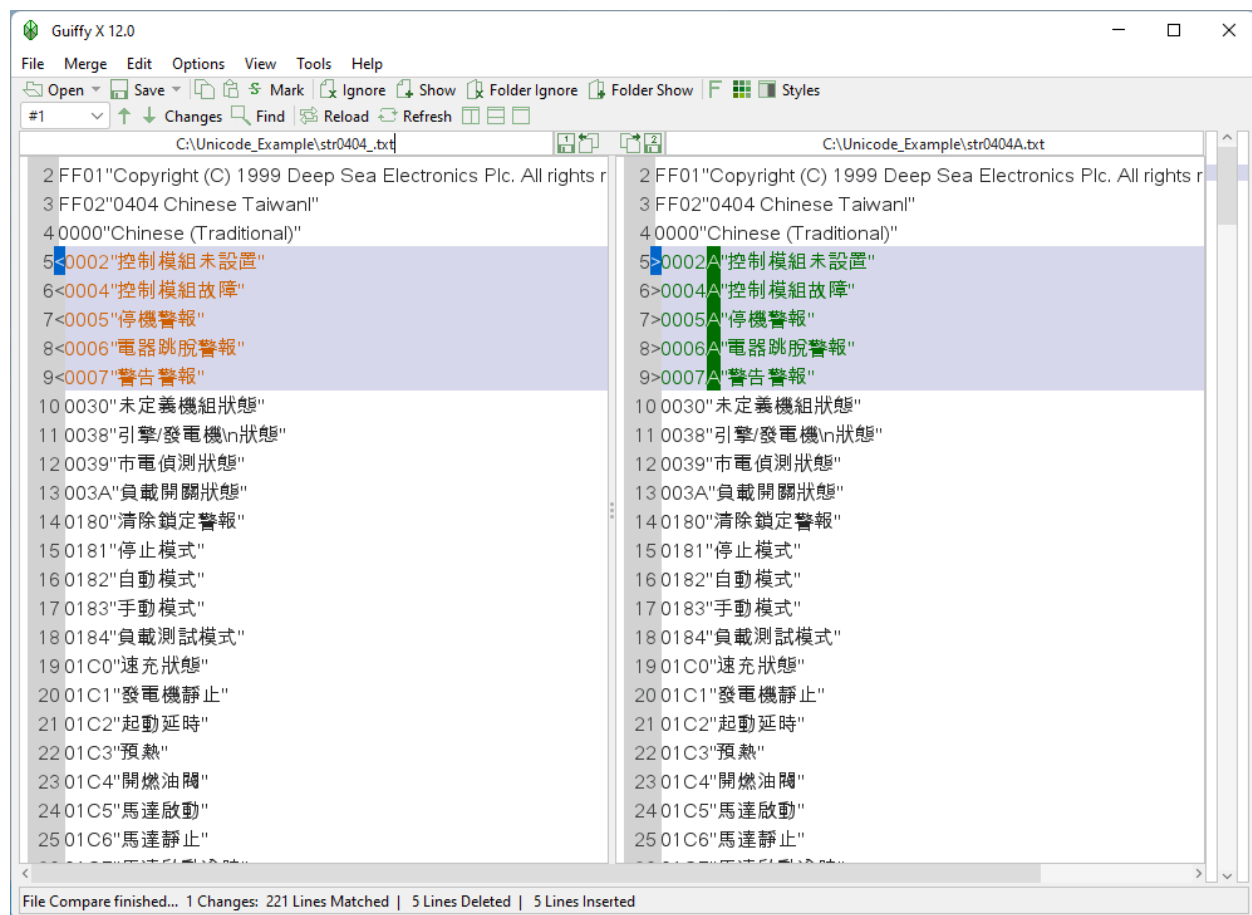 Guiffy X 12.0
File Merge Edit Options View Tools Help
Open Save Mark Ignore Show Folder Ignore Folder Show F Styles
#1 Changes Find Reload Refresh
C:\Unicode_Example\str0404_.txt 1 2 C:\Unicode_Example\str0404A.txt
2 FF01"Copyright (C) 1999 Deep Sea Electronics Plc. All rights r
3 FF02"0404 Chinese Taiwanl"
4 0000"Chinese (Traditional)"
5<0002"控制模組未設置"
6<0004"控制模組故障"
7<0005"停機警報"
8<0006"電器跳脫警報"
9<0007"警告警報"
10 0030"未定義機組狀態"
11 0038"引擎/發電機\n狀態"
12 0039"市電偵測狀態"
13 003A"負載開關狀態"
14 0180"清除鎖定警報"
15 0181"停止模式"
16 0182"自動模式"
17 0183"手動模式"
18 0184"負載測試模式"
19 01C0"速充狀態"
20 01C1"發電機靜止"
21 01C2"起動延時"
22 01C3"預熱"
23 01C4"開燃油閥"
24 01C5"馬達啟動"
25 01C6"馬達靜止"
2 FF01"Copyright (C) 1999 Deep Sea Electronics Plc. All rights r
3 FF02"0404 Chinese Taiwanl"
4 0000"Chinese (Traditional)"
5>0002A"控制模組未設置"
6>0004A"控制模組故障"
7>0005A"停機警報"
8>0006A"電器跳脫警報"
9>0007A"警告警報"
10 0030"未定義機組狀態"
11 0038"引擎/發電機\n狀態"
12 0039"市電偵測狀態"
13 003A"負載開關狀態"
14 0180"清除鎖定警報"
15 0181"停止模式"
16 0182"自動模式"
17 0183"手動模式"
18 0184"負載測試模式"
19 01C0"速充狀態"
20 01C1"發電機靜止"
21 01C2"起動延時"
22 01C3"預熱"
23 01C4"開燃油閥"
24 01C5"馬達啟動"
25 01C6"馬達靜止"
File Compare finished... 1 Changes: 221 Lines Matched | 5 Lines Deleted | 5 Lines Inserted